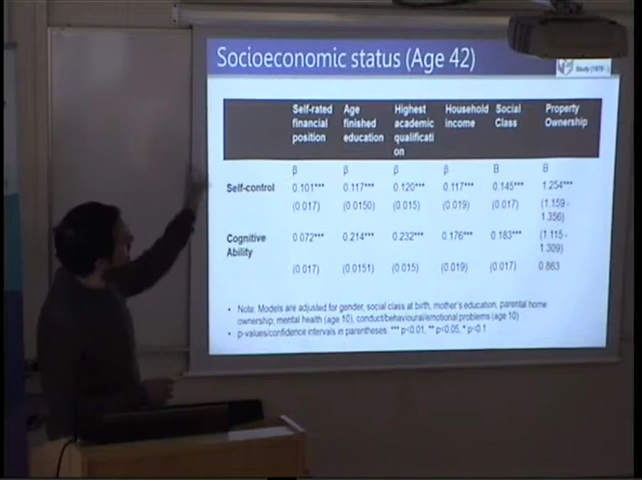 Socioeconomic status (Age 42)
Study (1970 - )
Self-rated financial position Age finished education Highest academic qualificati on Household income Social Class Property Ownership
β β β β B B
Self-control 0.101*** 0.117*** 0.120*** 0.117*** 0.145*** 1.254***
(0.017) (0.0150) (0.015) (0.019) (0.017) (1.159 - 1.356)
Cognitive Ability 0.072*** 0.214*** 0.232*** 0.176*** 0.183*** (1.115 - 1.309)
(0.017) (0.0151) (0.015) (0.019) (0.017) 0.863
• Note: Models are adjusted for gender, social class at birth, mother's education, parental home
ownership, mental health (age 10), conduct/behavioural/emotional problems (age 10)
• p-values/confidence intervals in parentheses. *** p<0.01, ** p<0.05, * p<0.1